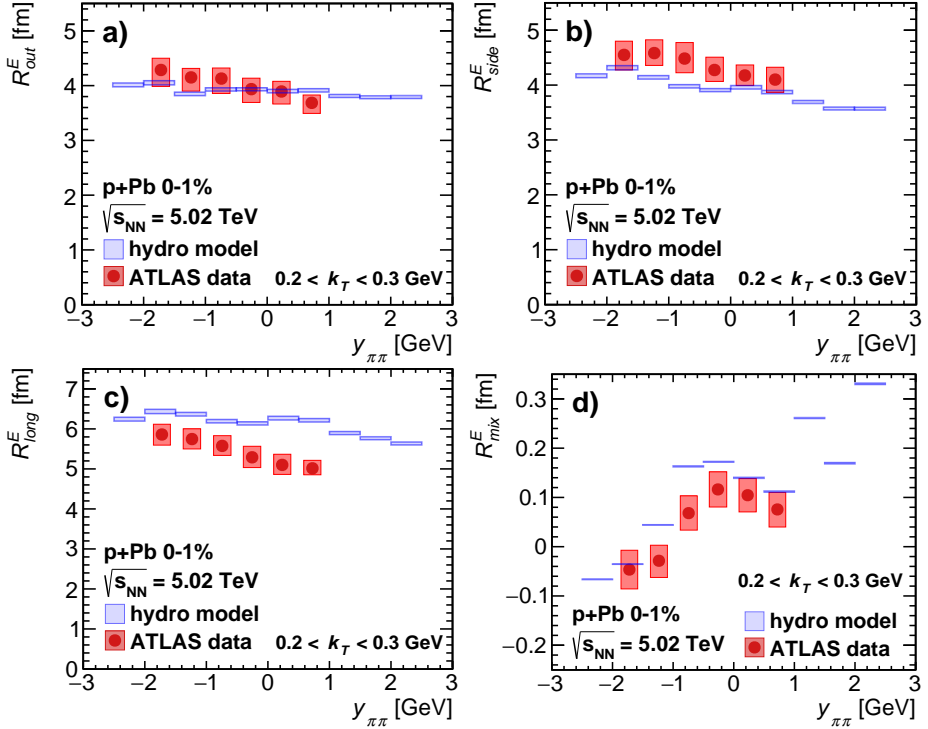 a)
R^E_out [fm]
6
4
2
0
p+Pb 0-1%
√s_NN = 5.02 TeV
hydro model
ATLAS data
0.2 < k_T < 0.3 GeV
−3 −2 −1 0 1 2 3
y_ππ [GeV]
b)
R^E_side [fm]
6
5
4
3
2
1
0
p+Pb 0-1%
√s_NN = 5.02 TeV
hydro model
ATLAS data
0.2 < k_T < 0.3 GeV
−3 −2 −1 0 1 2 3
y_ππ [GeV]
c)
R^E_long [fm]
7
6
5
4
3
2
1
0
p+Pb 0-1%
√s_NN = 5.02 TeV
hydro model
ATLAS data
0.2 < k_T < 0.3 GeV
−3 −2 −1 0 1 2 3
y_ππ [GeV]
d)
R^E_mix [fm]
0.3
0.2
0.1
0
−0.1
−0.2
0.2 < k_T < 0.3 GeV
p+Pb 0-1%
√s_NN = 5.02 TeV
hydro model
ATLAS data
−3 −2 −1 0 1 2 3
y_ππ [GeV]